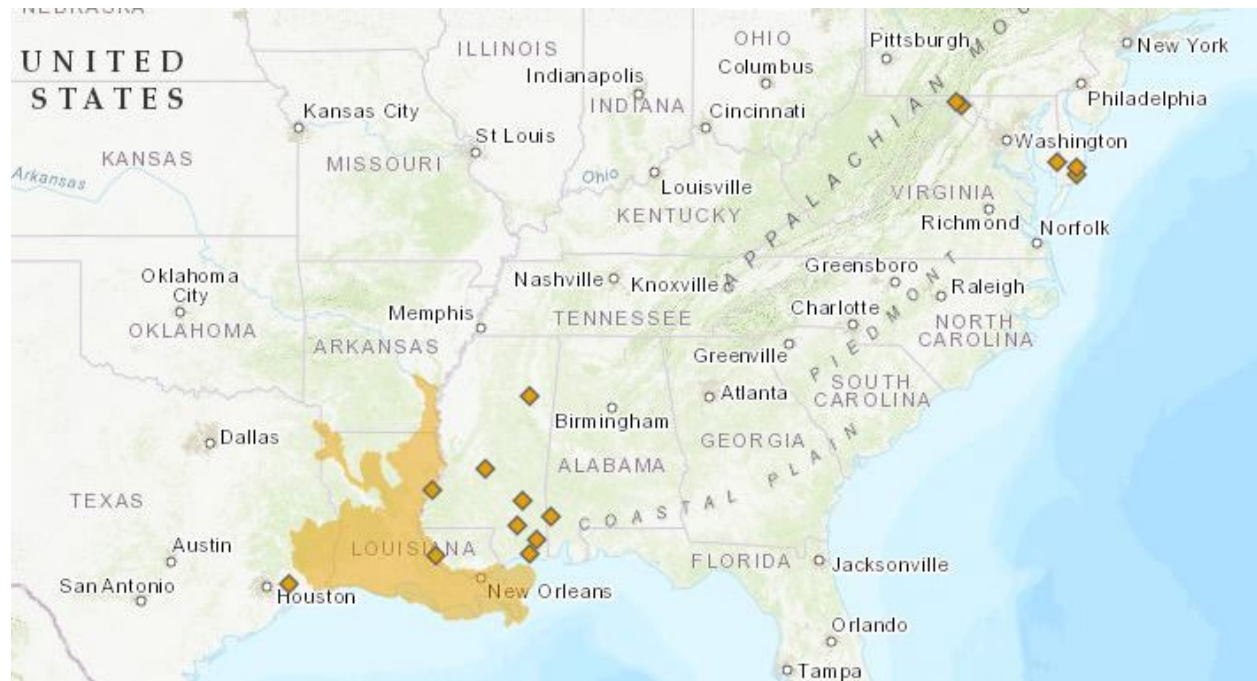 NEBRASKA
UNITED
STATES
ILLINOIS
OHIO
Pittsburgh
New York
Indianapolis
Columbus
INDIANA
Philadelphia
Kansas City
Cincinnati
St Louis
Washington
KANSAS
MISSOURI
Arkansas
Ohio
Louisville
VIRGINIA
KENTUCKY
Richmond
Norfolk
APPALACHIAN MO
Oklahoma
City
Nashville
Knoxville
Greensboro
Raleigh
Memphis
TENNESSEE
Charlotte
OKLAHOMA
ARKANSAS
NORTH
CAROLINA
Greenville
PIEDMONT
Atlanta
SOUTH
CAROLINA
Birmingham
Dallas
GEORGIA
ALABAMA
TEXAS
COASTAL PLAIN
Austin
LOUISIANA
FLORIDA
Jacksonville
San Antonio
Houston
New Orleans
Orlando
Tampa